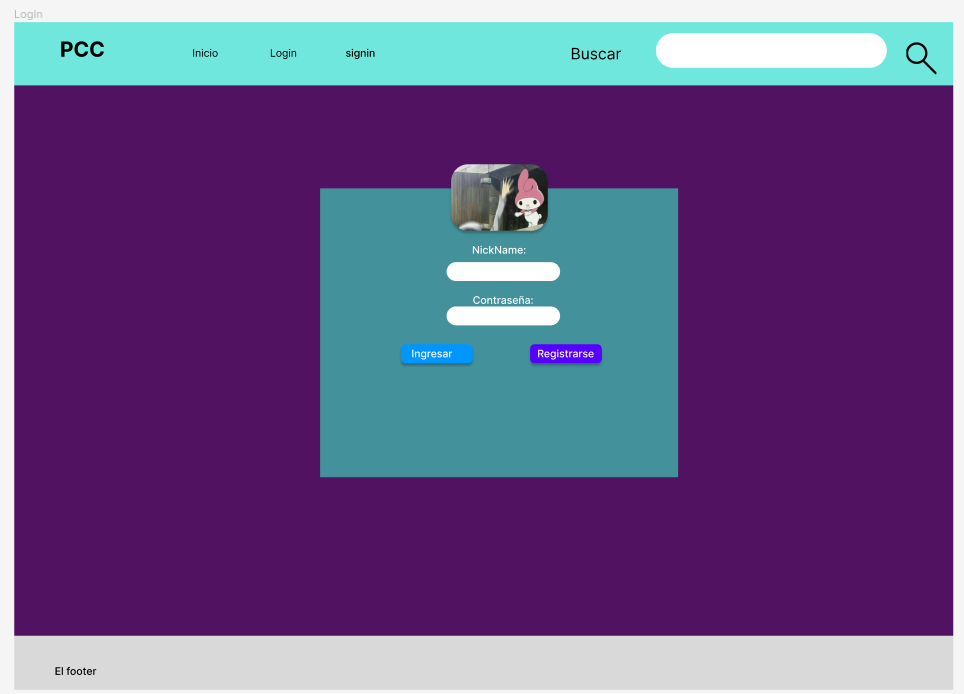 LogIn
PCC
Inicio
Login
signin
Buscar
NickName:
Contraseña:
Ingresar
Registrarse
El footer